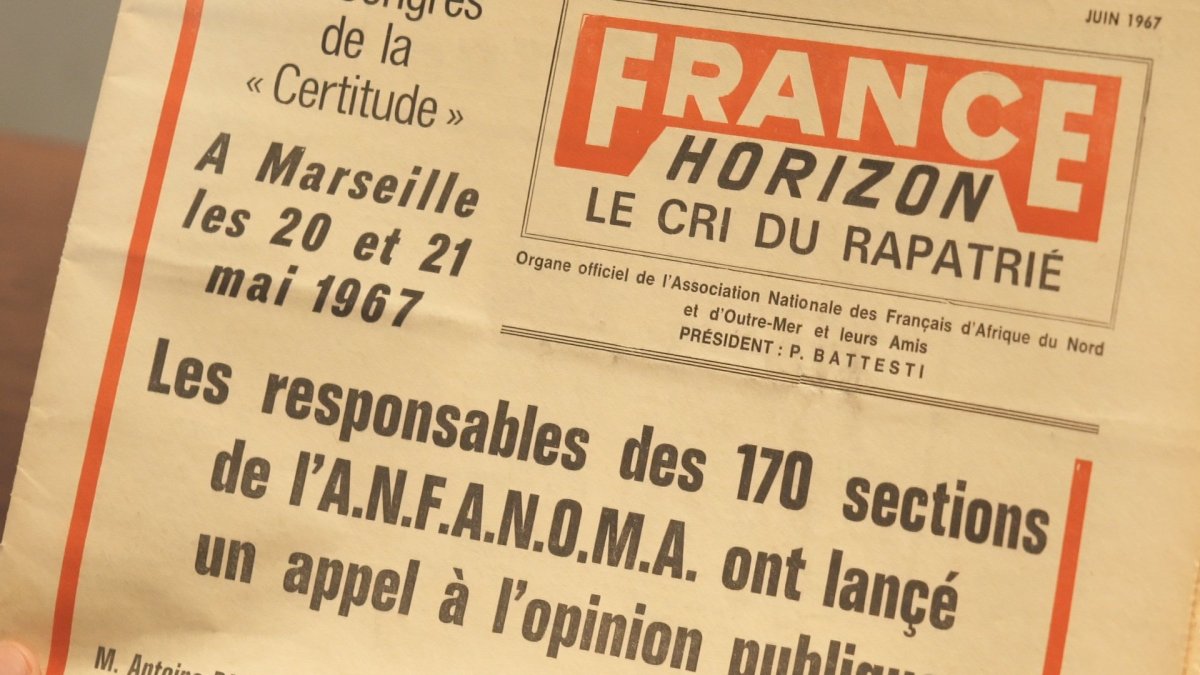 de la
« Certitude »
A Marseille
les 20 et 21
mai 1967
JUIN 1967
FRANCE
HORIZON
LE CRI DU RAPATRIÉ
Organe officiel de l'Association Nationale des Français d'Afrique du Nord
et d'Outre-Mer et leurs Amis
PRÉSIDENT : P. BATTESTI
Les responsables des 170 sections
de l'A.N.F.A.N.O.M.A. ont lançé
un appel à l'opinion
M.